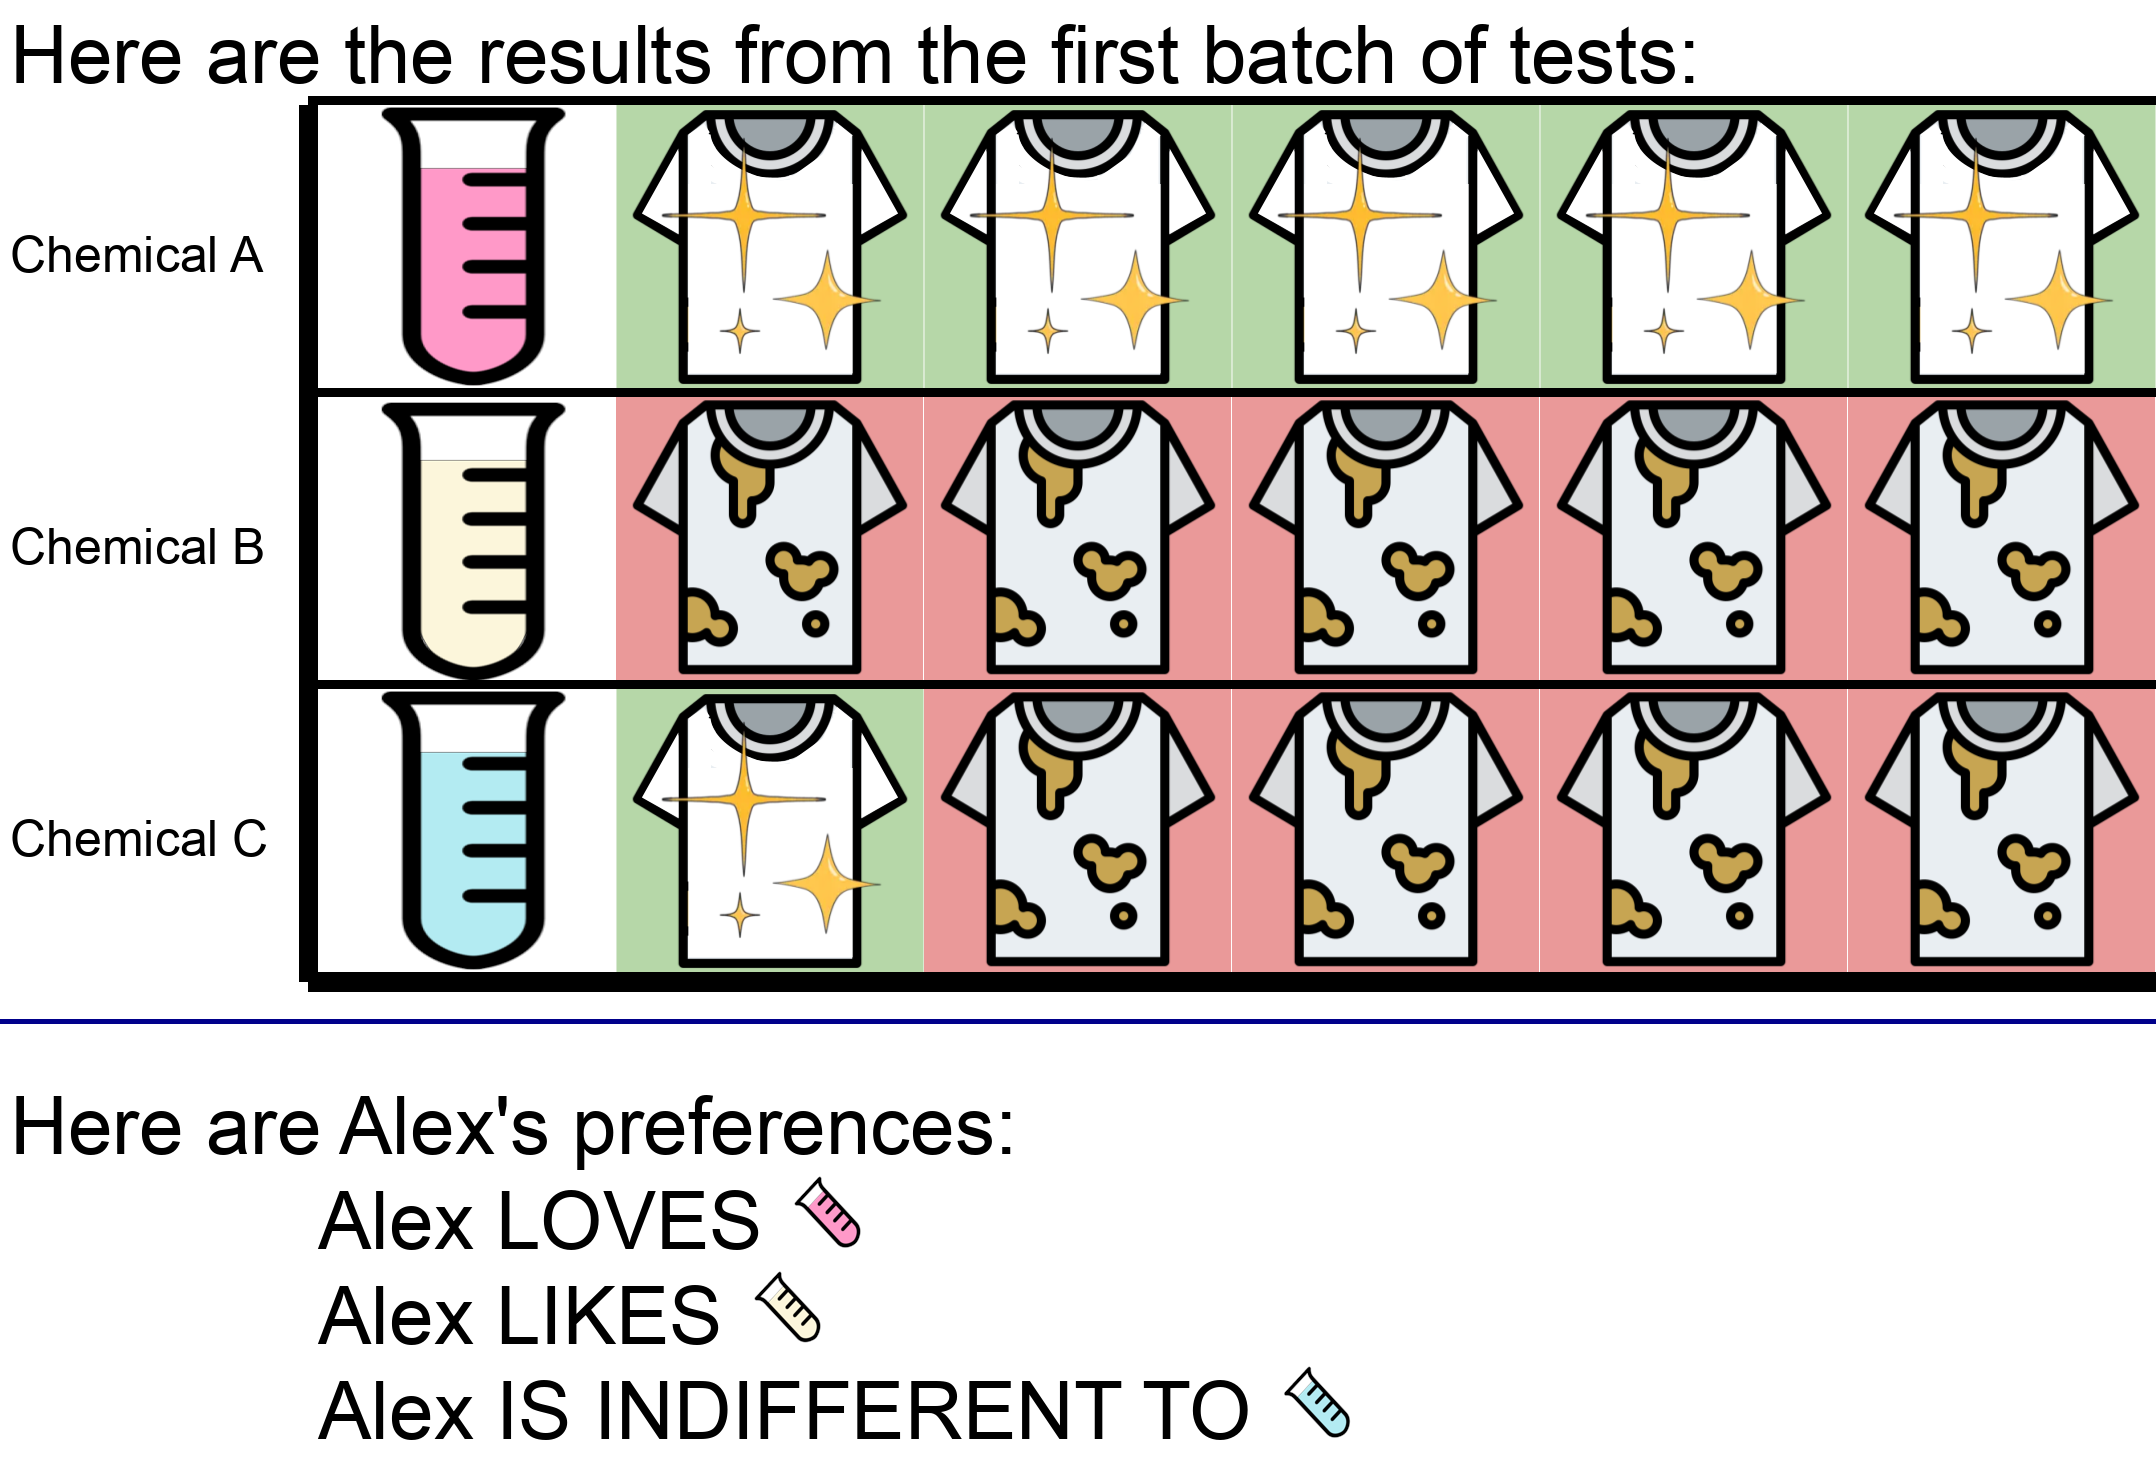 Here are the results from the first batch of tests:
Chemical A
Chemical B
Chemical C
Here are Alex's preferences:
Alex LOVES
Alex LIKES
Alex IS INDIFFERENT TO